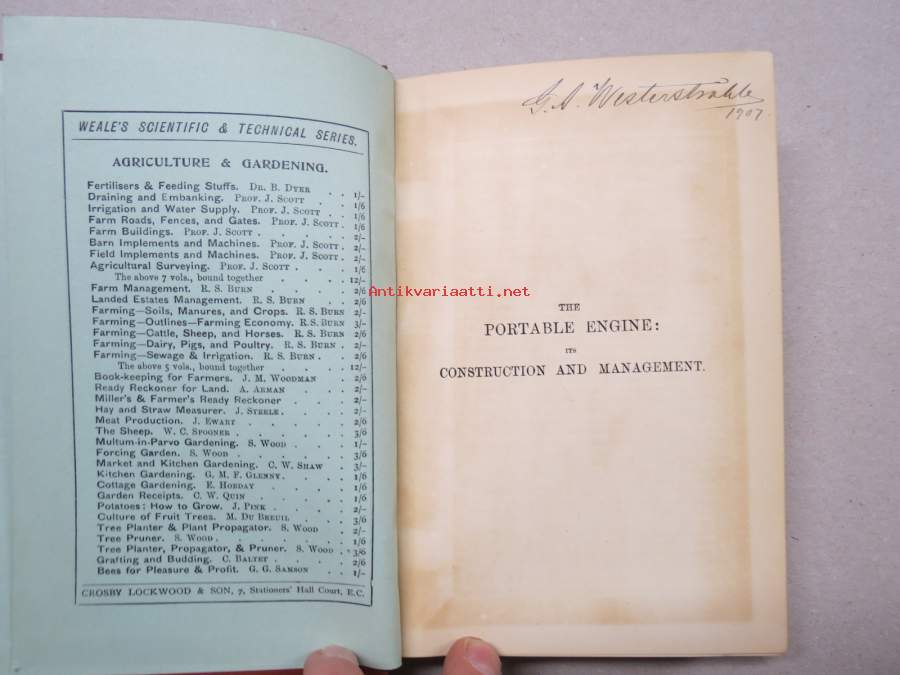 WEALE'S SCIENTIFIC & TECHNICAL SERIES.
AGRICULTURE & GARDENING.
Fertilisers & Feeding Stuffs. DR. B. DYER . . 1/-
Draining and Embanking. PROF. J. SCOTT . . 1/6
Irrigation and Water Supply. PROF. J. SCOTT . 1/6
Farm Roads, Fences, and Gates. PROF. J. SCOTT . 1/6
Farm Buildings. PROF. J. SCOTT . . . . . 2/-
Barn Implements and Machines. PROF. J. SCOTT . 2/-
Field Implements and Machines. PROF. J. SCOTT . 2/-
Agricultural Surveying. PROF. J. SCOTT . . . 1/6
The above 7 vols., bound together . . . 12/-
Farm Management. R. S. BURN . . . . 2/6
Landed Estates Management. R. S. BURN . . 2/6
Farming—Soils, Manures, and Crops. R. S. BURN 2/-
Farming—Outlines—Farming Economy. R.S. BURN 3/-
Farming—Cattle, Sheep, and Horses. R. S. BURN 2/6
Farming—Dairy, Pigs, and Poultry. R. S. BURN . 2/-
Farming—Sewage & Irrigation. R. S. BURN . . 2/6
The above 5 vols., bound together . . . 12/-
Book-keeping for Farmers. J. M. WOODMAN . 2/6
Ready Reckoner for Land. A. ARMAN . . . 2/-
Miller's & Farmer's Ready Reckoner . . . 2/-
Hay and Straw Measurer. J. STEELE . . . . 2/-
Meat Production. J. EWART . . . . . 2/6
The Sheep. W. C. SPOONER . . . . . 3/6
Multum-in-Parvo Gardening. S. WOOD . . . 1/-
Forcing Garden. S. WOOD . . . . . 3/6
Market and Kitchen Gardening. C. W. SHAW . 3/-
Kitchen Gardening. G. M. F. GLENNY . . . 1/6
Cottage Gardening. E. HOBDAY . . . . 1/6
Garden Receipts. C. W. QUIN . . . . 1/6
Potatoes: How to Grow. J. PINK . . . . 2/-
Culture of Fruit Trees. M. DU BREUIL . . . 3/6
Tree Planter & Plant Propagator. S. WOOD . 2/-
Tree Pruner. S. WOOD . . . . . . 1/6
Tree Planter, Propagator, & Pruner. S. WOOD . 3/6
Grafting and Budding. C. BALTET . . . . 2/6
Bees for Pleasure & Profit. G. G. SAMSON . . 1/-
CROSBY LOCKWOOD & SON, 7, Stationers' Hall Court, E.C.
G. A. Westerstråhle
1907.
Antikvariaatti.net
THE
PORTABLE ENGINE:
ITS
CONSTRUCTION AND MANAGEMENT.